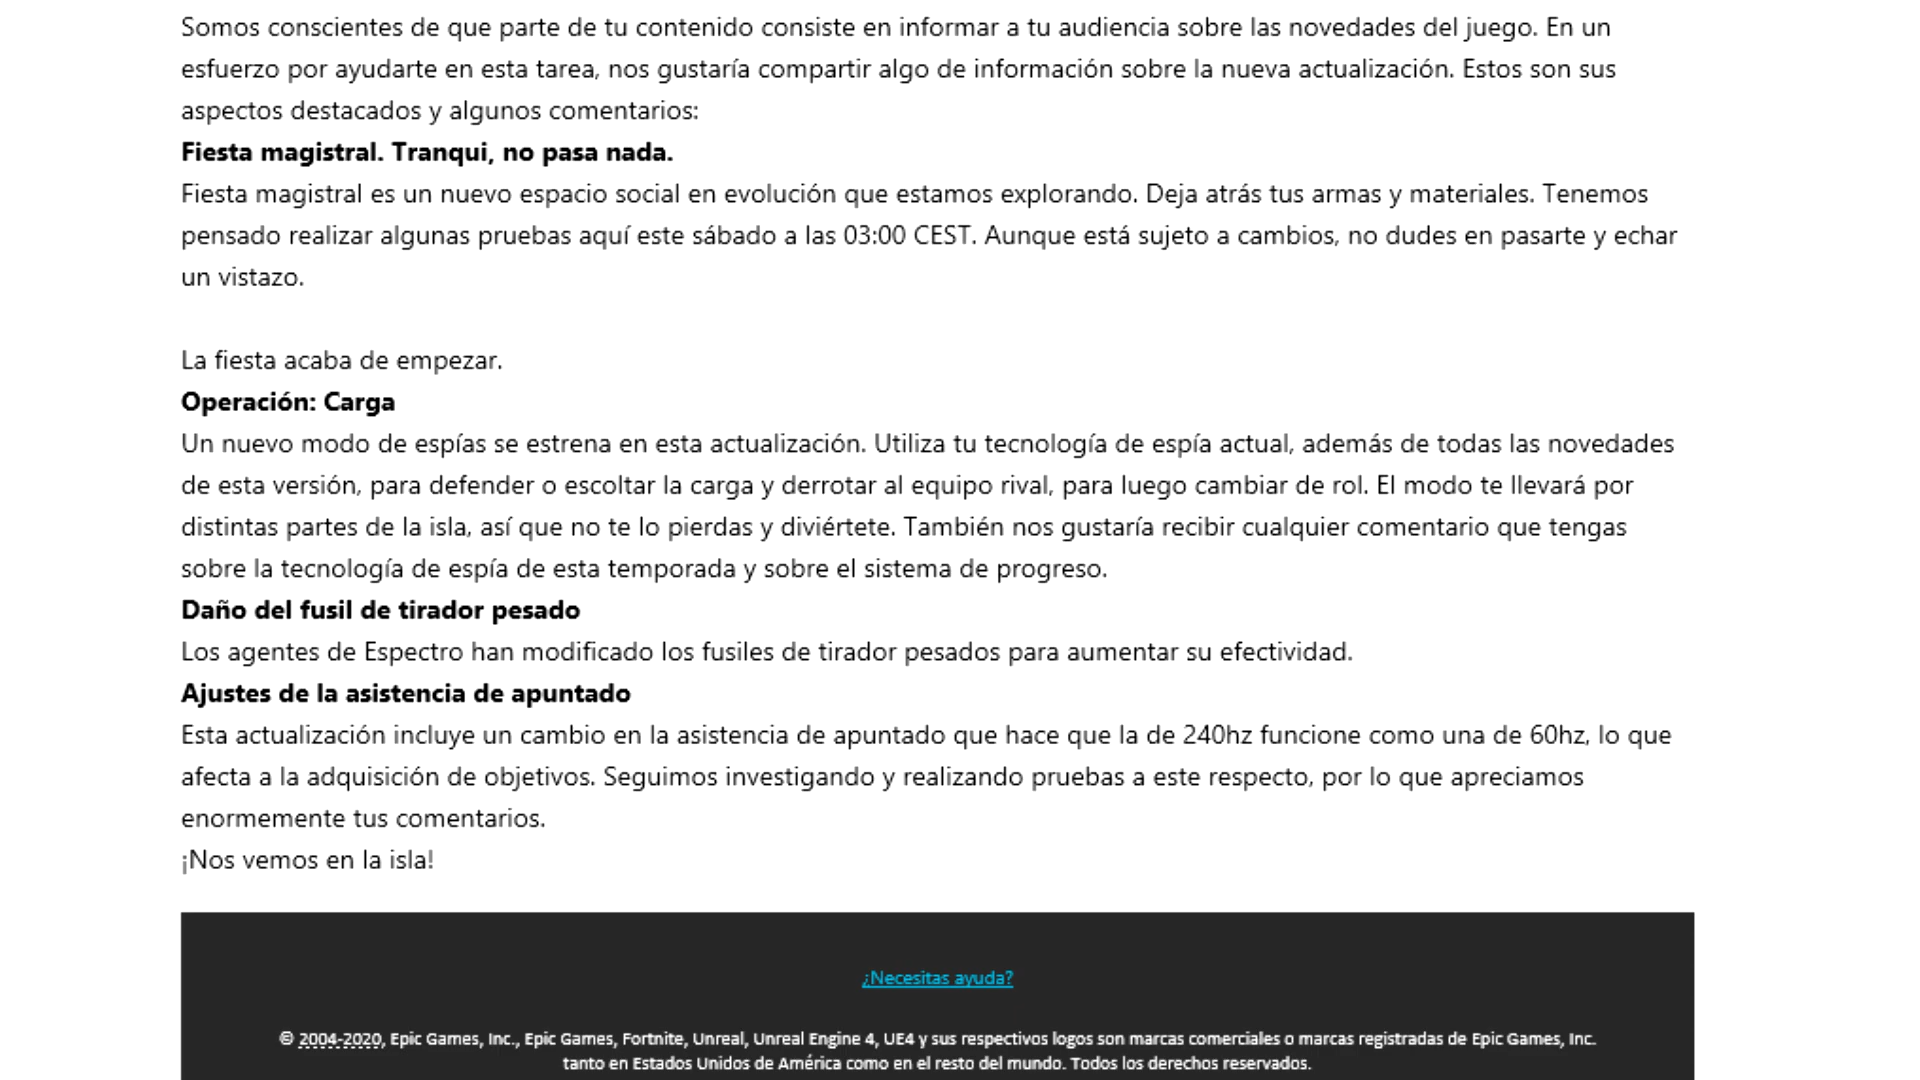 Somos conscientes de que parte de tu contenido consiste en informar a tu audiencia sobre las novedades del juego. En un
esfuerzo por ayudarte en esta tarea, nos gustaría compartir algo de información sobre la nueva actualización. Estos son sus
aspectos destacados y algunos comentarios:
Fiesta magistral. Tranqui, no pasa nada.
Fiesta magistral es un nuevo espacio social en evolución que estamos explorando. Deja atrás tus armas y materiales. Tenemos
pensado realizar algunas pruebas aquí este sábado a las 03:00 CEST. Aunque está sujeto a cambios, no dudes en pasarte y echar
un vistazo.
La fiesta acaba de empezar.
Operación: Carga
Un nuevo modo de espías se estrena en esta actualización. Utiliza tu tecnología de espía actual, además de todas las novedades
de esta versión, para defender o escoltar la carga y derrotar al equipo rival, para luego cambiar de rol. El modo te llevará por
distintas partes de la isla, así que no te lo pierdas y diviértete. También nos gustaría recibir cualquier comentario que tengas
sobre la tecnología de espía de esta temporada y sobre el sistema de progreso.
Daño del fusil de tirador pesado
Los agentes de Espectro han modificado los fusiles de tirador pesados para aumentar su efectividad.
Ajustes de la asistencia de apuntado
Esta actualización incluye un cambio en la asistencia de apuntado que hace que la de 240hz funcione como una de 60hz, lo que
afecta a la adquisición de objetivos. Seguimos investigando y realizando pruebas a este respecto, por lo que apreciamos
enormemente tus comentarios.
¡Nos vemos en la isla!
¿Necesitas ayuda?
© 2004-2020, Epic Games, Inc., Epic Games, Fortnite, Unreal, Unreal Engine 4, UE4 y sus respectivos logos son marcas comerciales o marcas registradas de Epic Games, Inc.
tanto en Estados Unidos de América como en el resto del mundo. Todos los derechos reservados.